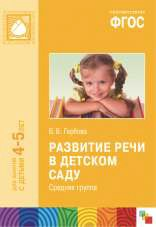 ФГОС
Для занятий
с детьми 4-5 лет
В. В. Гербова
РАЗВИТИЕ РЕЧИ
В ДЕТСКОМ
САДУ
Средняя группа